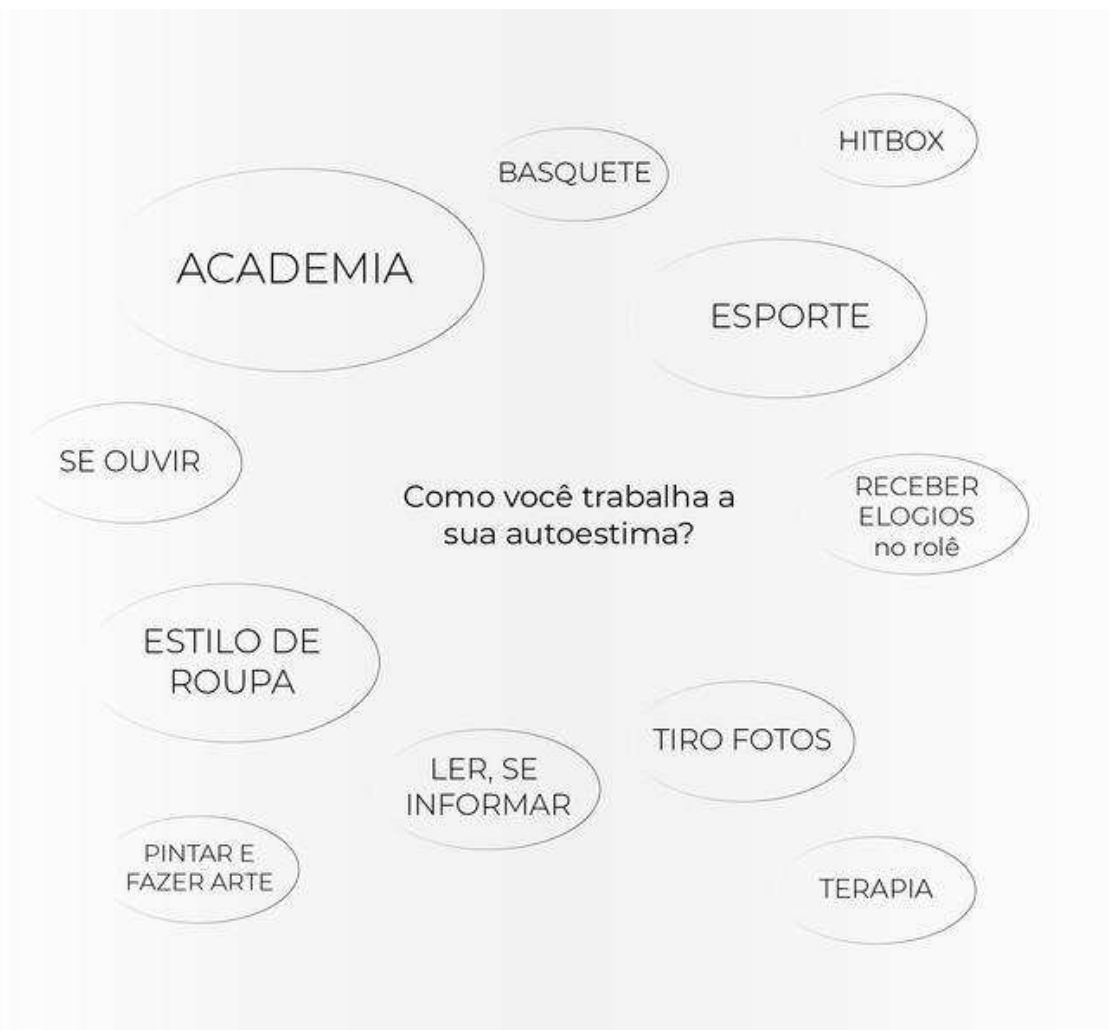 HITBOX
BASQUETE
ACADEMIA
ESPORTE
SE OUVIR
Como você trabalha a
sua autoestima?
RECEBER
ELOGIOS
no rolê
ESTILO DE
ROUPA
TIRO FOTOS
LER, SE
INFORMAR
PINTAR E
FAZER ARTE
TERAPIA